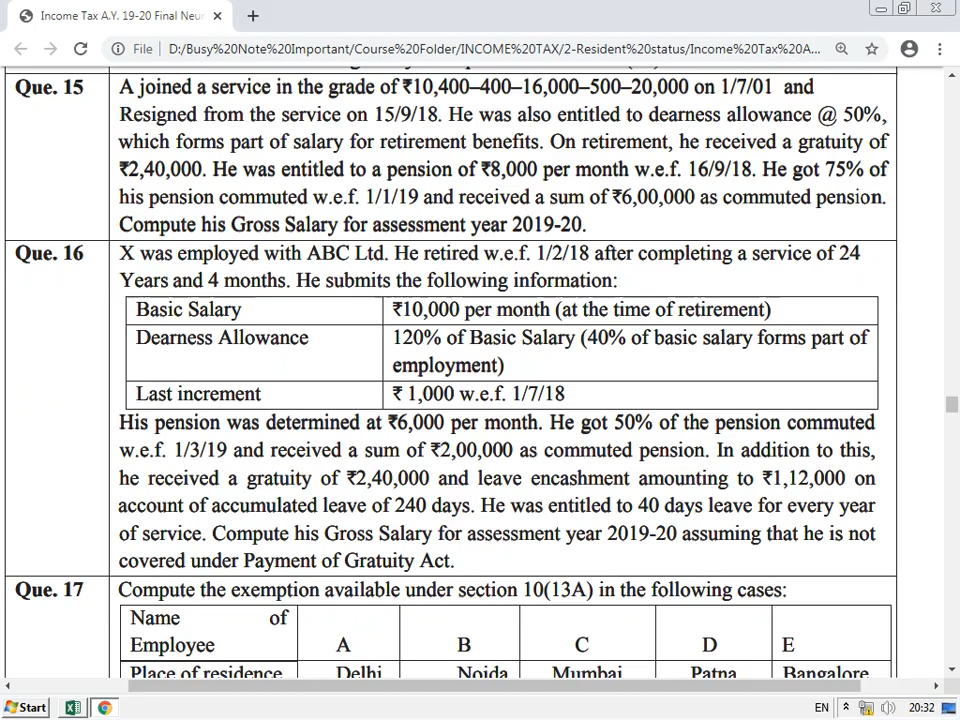 Income Tax A.Y. 19-20 Final Neur
File D:/Busy%20Note%20Important/Course%20Folder/INCOME%20TAX/2-Resident%20status/Income%20Tax%20A...
Que. 15 A joined a service in the grade of ₹10,400–400–16,000–500–20,000 on 1/7/01 and
Resigned from the service on 15/9/18. He was also entitled to dearness allowance @ 50%,
which forms part of salary for retirement benefits. On retirement, he received a gratuity of
₹2,40,000. He was entitled to a pension of ₹8,000 per month w.e.f. 16/9/18. He got 75% of
his pension commuted w.e.f. 1/1/19 and received a sum of ₹6,00,000 as commuted pension.
Compute his Gross Salary for assessment year 2019-20.
Que. 16 X was employed with ABC Ltd. He retired w.e.f. 1/2/18 after completing a service of 24
Years and 4 months. He submits the following information:
Basic Salary ₹10,000 per month (at the time of retirement)
Dearness Allowance 120% of Basic Salary (40% of basic salary forms part of
employment)
Last increment ₹ 1,000 w.e.f. 1/7/18
His pension was determined at ₹6,000 per month. He got 50% of the pension commuted
w.e.f. 1/3/19 and received a sum of ₹2,00,000 as commuted pension. In addition to this,
he received a gratuity of ₹2,40,000 and leave encashment amounting to ₹1,12,000 on
account of accumulated leave of 240 days. He was entitled to 40 days leave for every year
of service. Compute his Gross Salary for assessment year 2019-20 assuming that he is not
covered under Payment of Gratuity Act.
Que. 17 Compute the exemption available under section 10(13A) in the following cases:
Name of
Employee A B C D E
Place of residence Delhi Noida Mumbai Patna Bangalore
Start EN 20:32